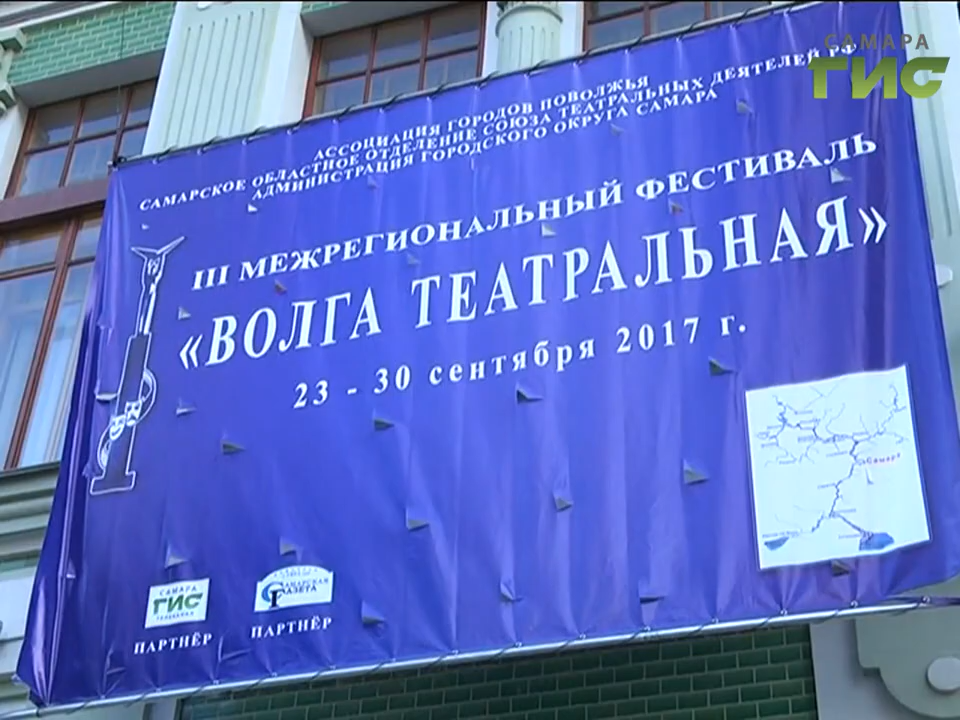 САМАРА
ГИС
АССОЦИАЦИЯ ГОРОДОВ ПОВОЛЖЬЯ
САМАРСКОЕ ОБЛАСТНОЕ ОТДЕЛЕНИЕ СОЮЗА ТЕАТРАЛЬНЫХ ДЕЯТЕЛЕЙ РФ
АДМИНИСТРАЦИЯ ГОРОДСКОГО ОКРУГА САМАРА
III МЕЖРЕГИОНАЛЬНЫЙ ФЕСТИВАЛЬ
«ВОЛГА ТЕАТРАЛЬНАЯ»
23 - 30 сентября 2017 г.
Самара
САМАРА
ГИС
ПАРТНЁР
САМАРСКАЯ
ГАЗЕТА
ПАРТНЁР